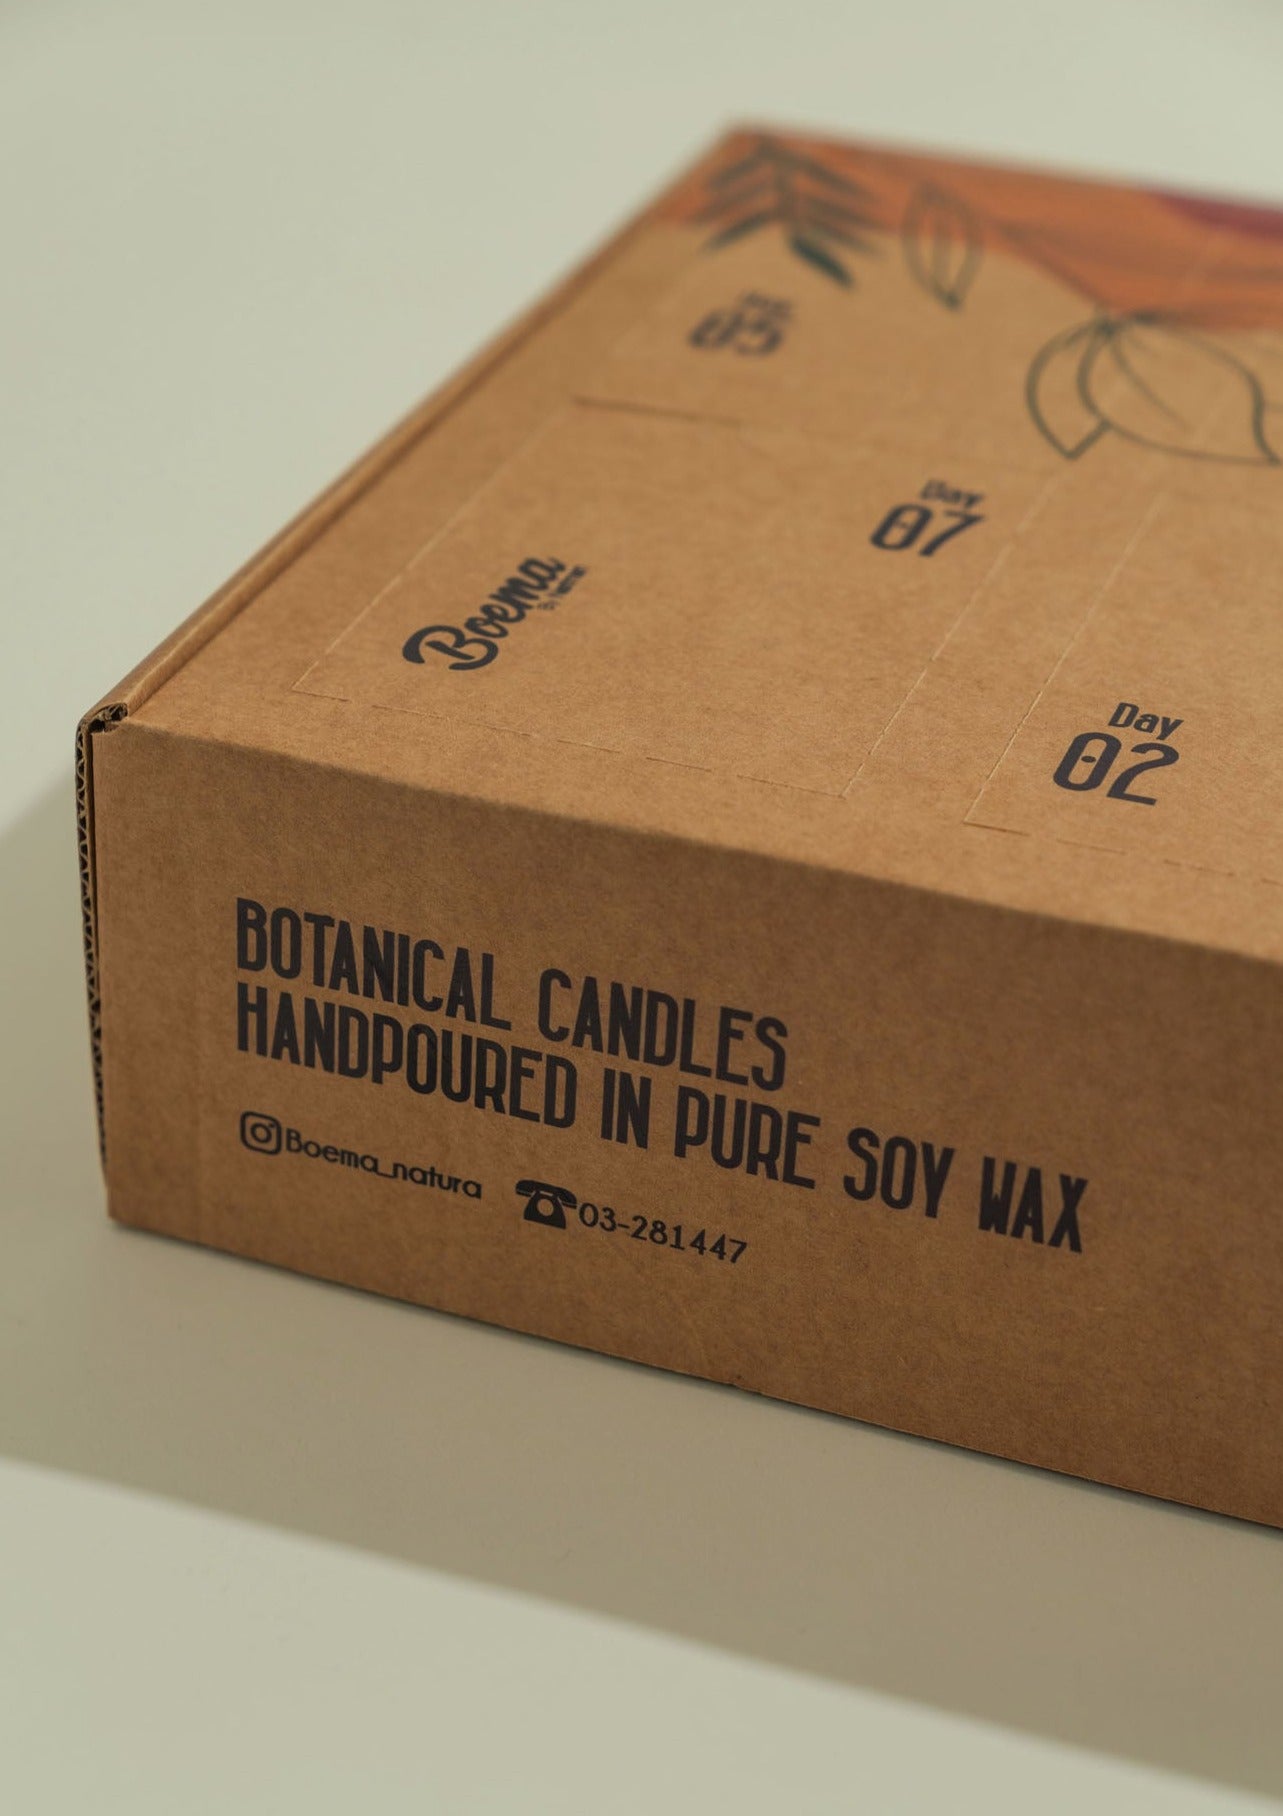 Day
07
Boema
Day
02
BOTANICAL CANDLES
HANDPOURED IN PURE SOY WAX
Boema_natura 03-281447